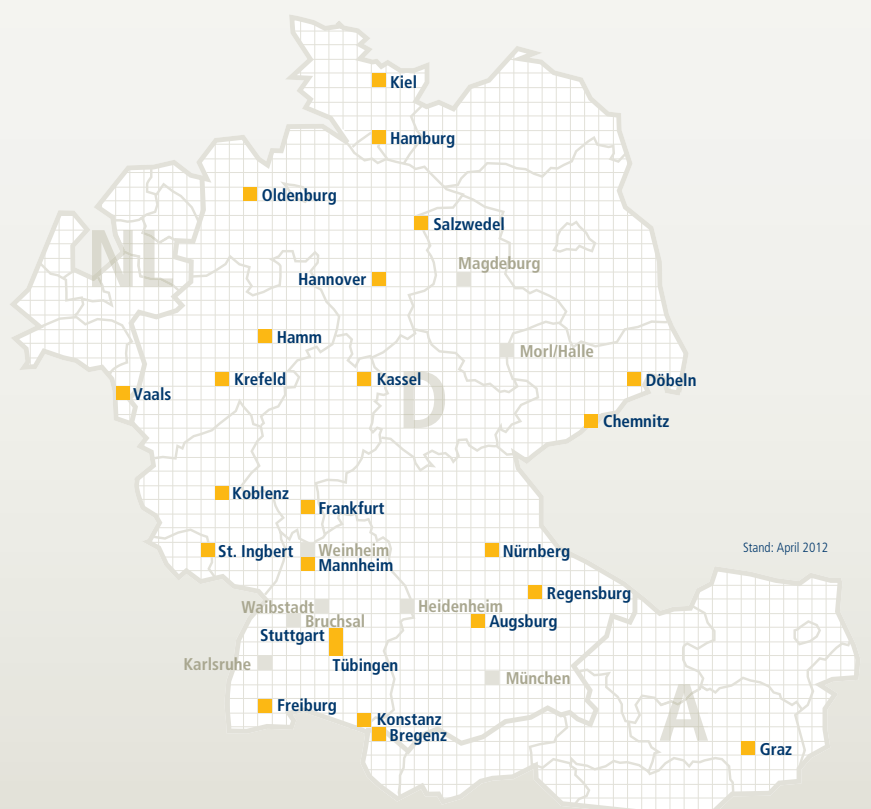 Kiel
Hamburg
Oldenburg
Salzwedel
NL
Magdeburg
Hannover
Hamm
Morl/Halle
Krefeld
Kassel
Döbeln
Vaals
D
Chemnitz
Koblenz
Frankfurt
St. Ingbert
Weinheim
Nürnberg
Stand: April 2012
Mannheim
Regensburg
Waibstadt
Heidenheim
Bruchsal
Augsburg
Stuttgart
Karlsruhe
Tübingen
München
Freiburg
A
Konstanz
Bregenz
Graz